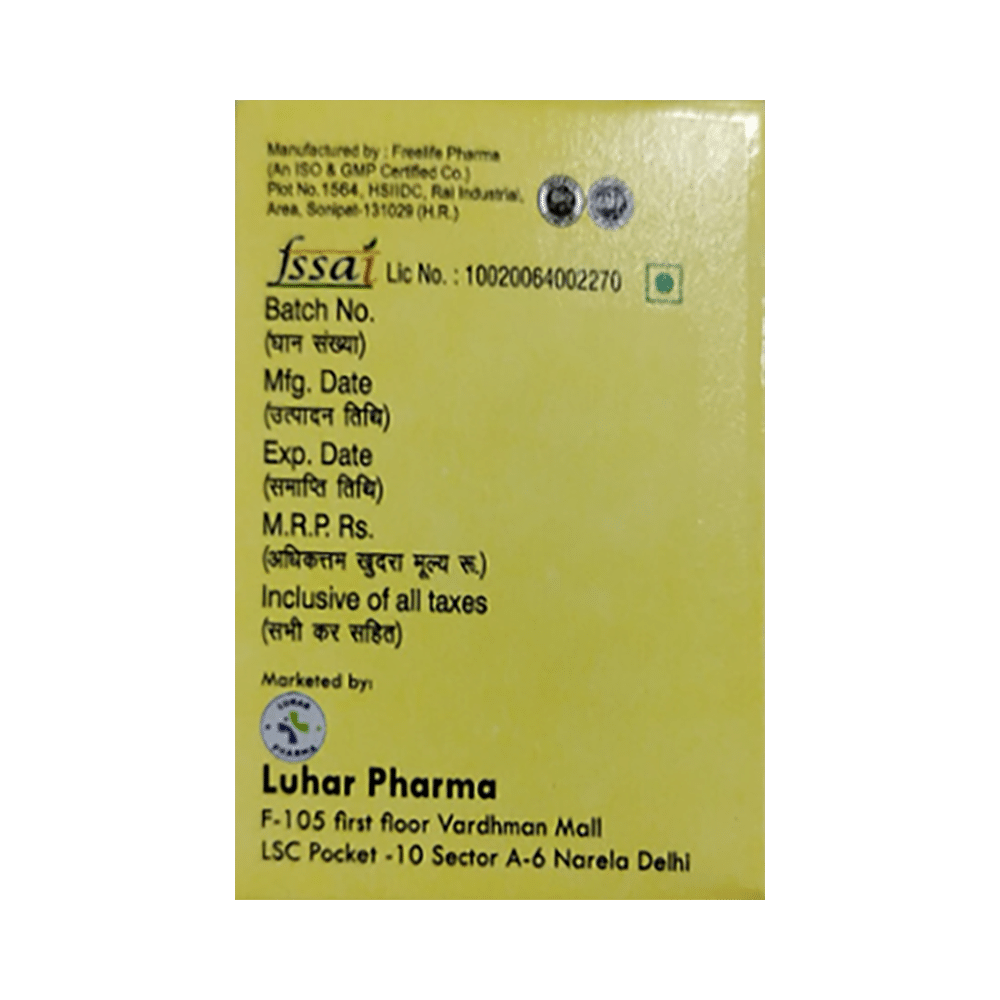 Manufactured by : Freelife Pharma
(An ISO & GMP Certified Co.)
Plot No.1564, HSIIDC, Rai Industrial,
Area, Sonipat-131029 (H.R.)
fssai Lic No. : 10020064002270
Batch No.
(घान संख्या)
Mfg. Date
(उत्पादन तिथि)
Exp. Date
(समाप्ति तिथि)
M.R.P. Rs.
(अधिकत्तम खुदरा मूल्य रू.)
Inclusive of all taxes
(सभी कर सहित)
Marketed by:
LUHAR
PHARMA
Luhar Pharma
F-105 first floor Vardhman Mall
LSC Pocket -10 Sector A-6 Narela Delhi